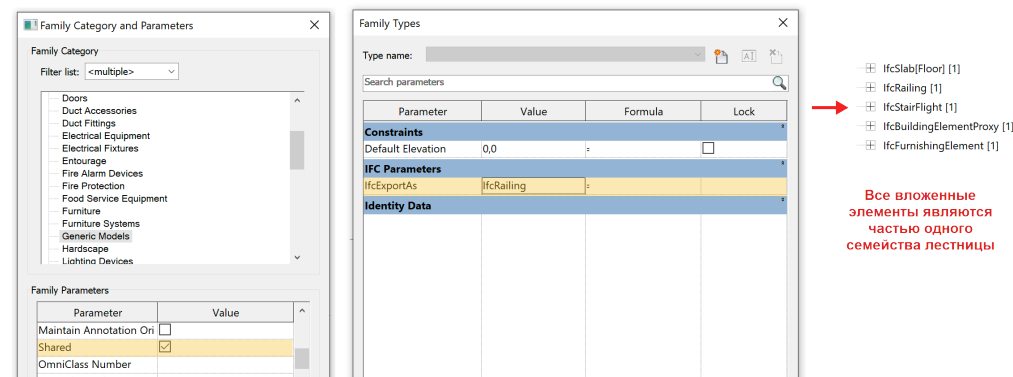 Family Category and Parameters
Family Category
Filter list: <multiple>
Doors
Duct Accessories
Duct Fittings
Electrical Equipment
Electrical Fixtures
Entourage
Fire Alarm Devices
Fire Protection
Food Service Equipment
Furniture
Furniture Systems
Generic Models
Hardscape
Lighting Devices
Family Parameters
Parameter Value
Maintain Annotation Ori
Shared
OmniClass Number
Family Types
Type name:
Search parameters
Parameter Value Formula Lock
Constraints
Default Elevation 0,0 =
IFC Parameters
IfcExportAs IfcRailing =
Identity Data
IfcSlab[Floor] [1]
IfcRailing [1]
IfcStairFlight [1]
IfcBuildingElementProxy [1]
IfcFurnishingElement [1]
Все вложенные
элементы являются
частью одного
семейства лестницы